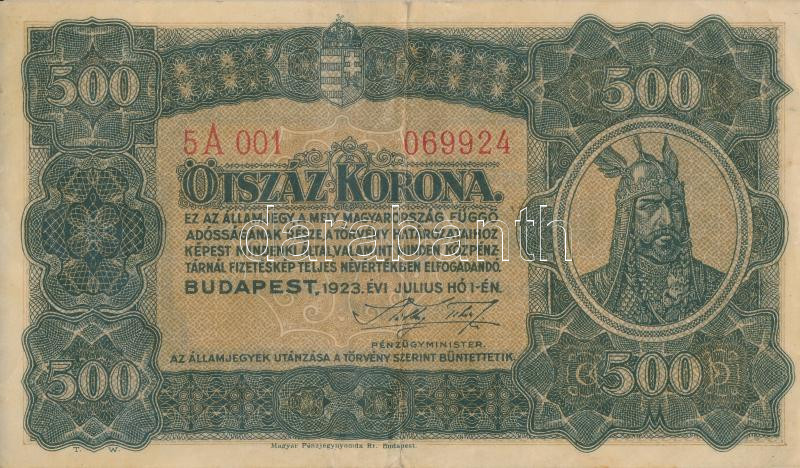 500
500
5A 001 069924
ÖTSZÁZ KORONA.
EZ AZ ÁLLAMJEGY A MELY MAGYARORSZÁG FÜGGŐ
ADÓSSÁGÁNAK RÉSZE, A TÖRVÉNY HATÁROZATAIHOZ
KÉPEST MINDENKI ÁLTAL VALAMINT MINDEN KÖZPÉNZ-
TÁRNÁL FIZETÉSKÉP TELJES NÉVÉRTÉKBEN ELFOGADANDÓ.
BUDAPEST, 1923. ÉVI JULIUS HÓ 1-ÉN.
PÉNZÜGYMINISTER.
AZ ÁLLAMJEGYEK UTÁNZÁSA A TÖRVÉNY SZERINT BÜNTETTETIK.
500
500
T. W.
Magyar Pénzjegynyomda Rt. Budapest.
darabanth